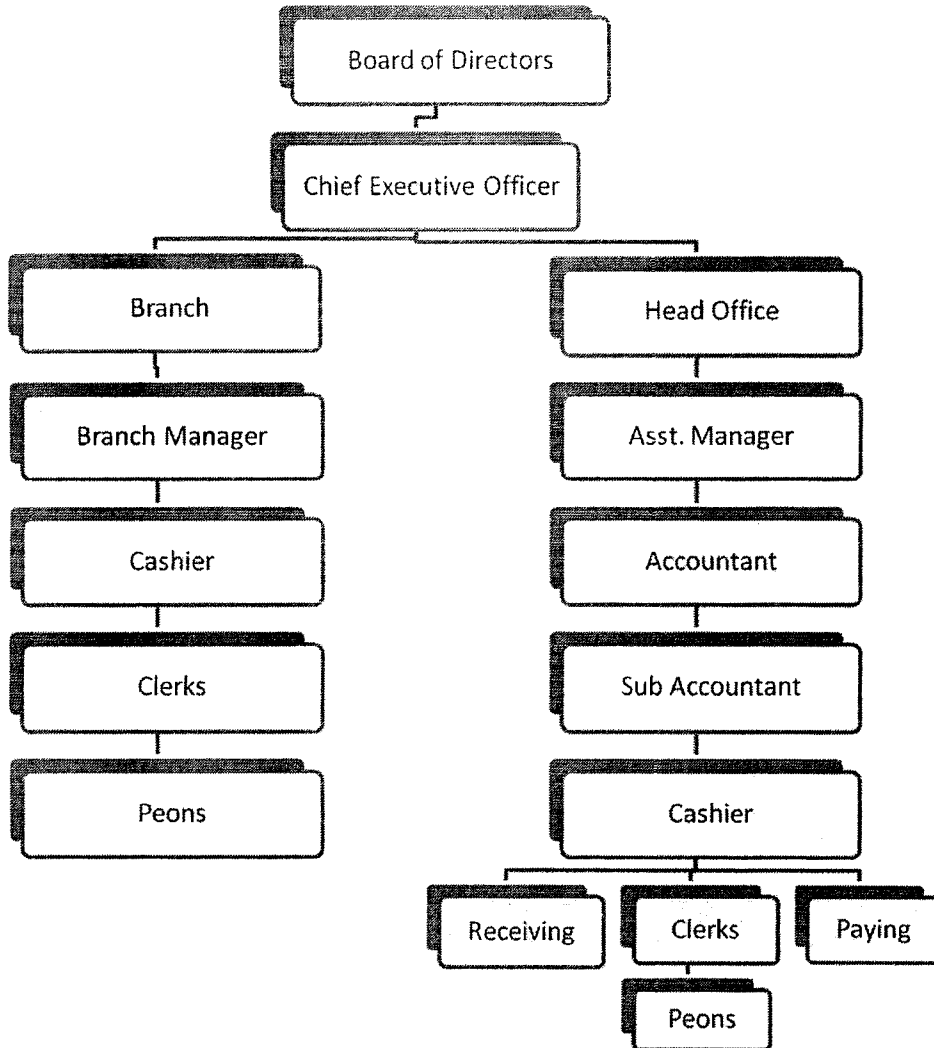 Board of Directors
Chief Executive Officer
Branch
Head Office
Branch Manager
Asst. Manager
Cashier
Accountant
Clerks
Sub Accountant
Peons
Cashier
Receiving
Clerks
Paying
Peons